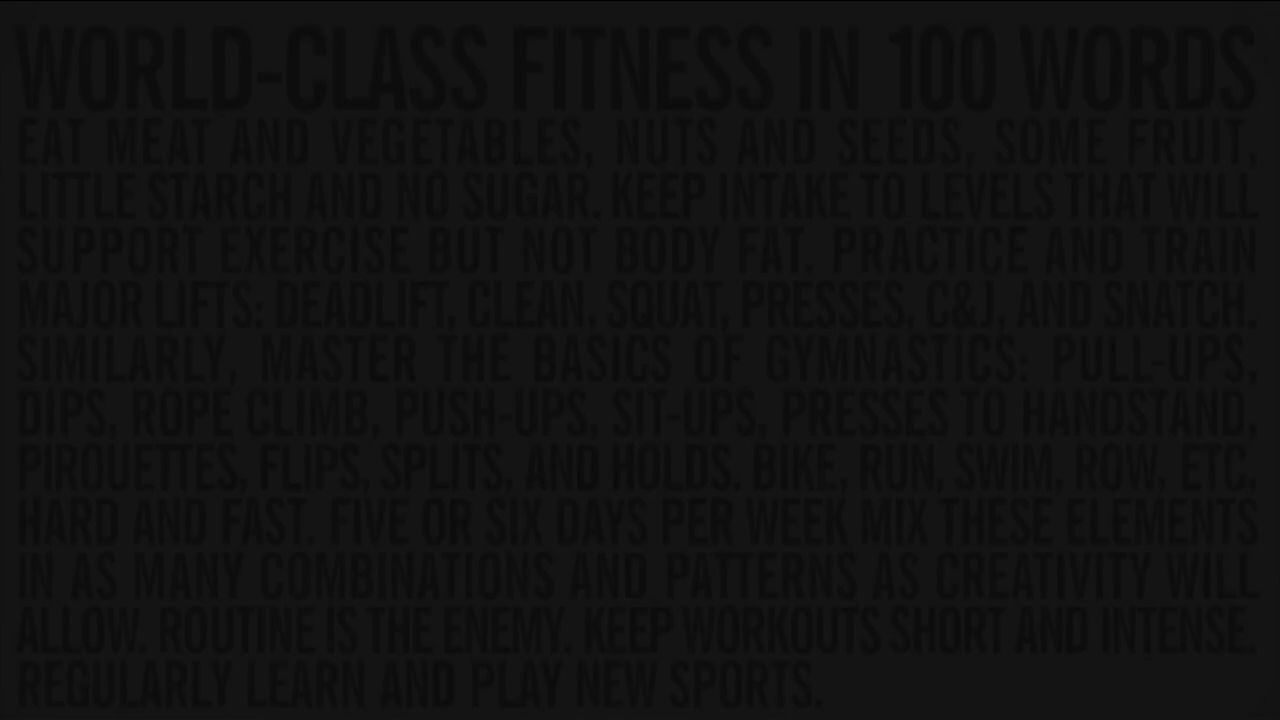 WORLD-CLASS FITNESS IN 100 WORDS
EAT MEAT AND VEGETABLES, NUTS AND SEEDS, SOME FRUIT,
LITTLE STARCH AND NO SUGAR. KEEP INTAKE TO LEVELS THAT WILL
SUPPORT EXERCISE BUT NOT BODY FAT. PRACTICE AND TRAIN
MAJOR LIFTS: DEADLIFT, CLEAN, SQUAT, PRESSES, C&J, AND SNATCH.
SIMILARLY, MASTER THE BASICS OF GYMNASTICS: PULL-UPS,
DIPS, ROPE CLIMB, PUSH-UPS, SIT-UPS, PRESSES TO HANDSTAND,
PIROUETTES, FLIPS, SPLITS, AND HOLDS. BIKE, RUN, SWIM, ROW, ETC,
HARD AND FAST. FIVE OR SIX DAYS PER WEEK MIX THESE ELEMENTS
IN AS MANY COMBINATIONS AND PATTERNS AS CREATIVITY WILL
ALLOW. ROUTINE IS THE ENEMY. KEEP WORKOUTS SHORT AND INTENSE.
REGULARLY LEARN AND PLAY NEW SPORTS.